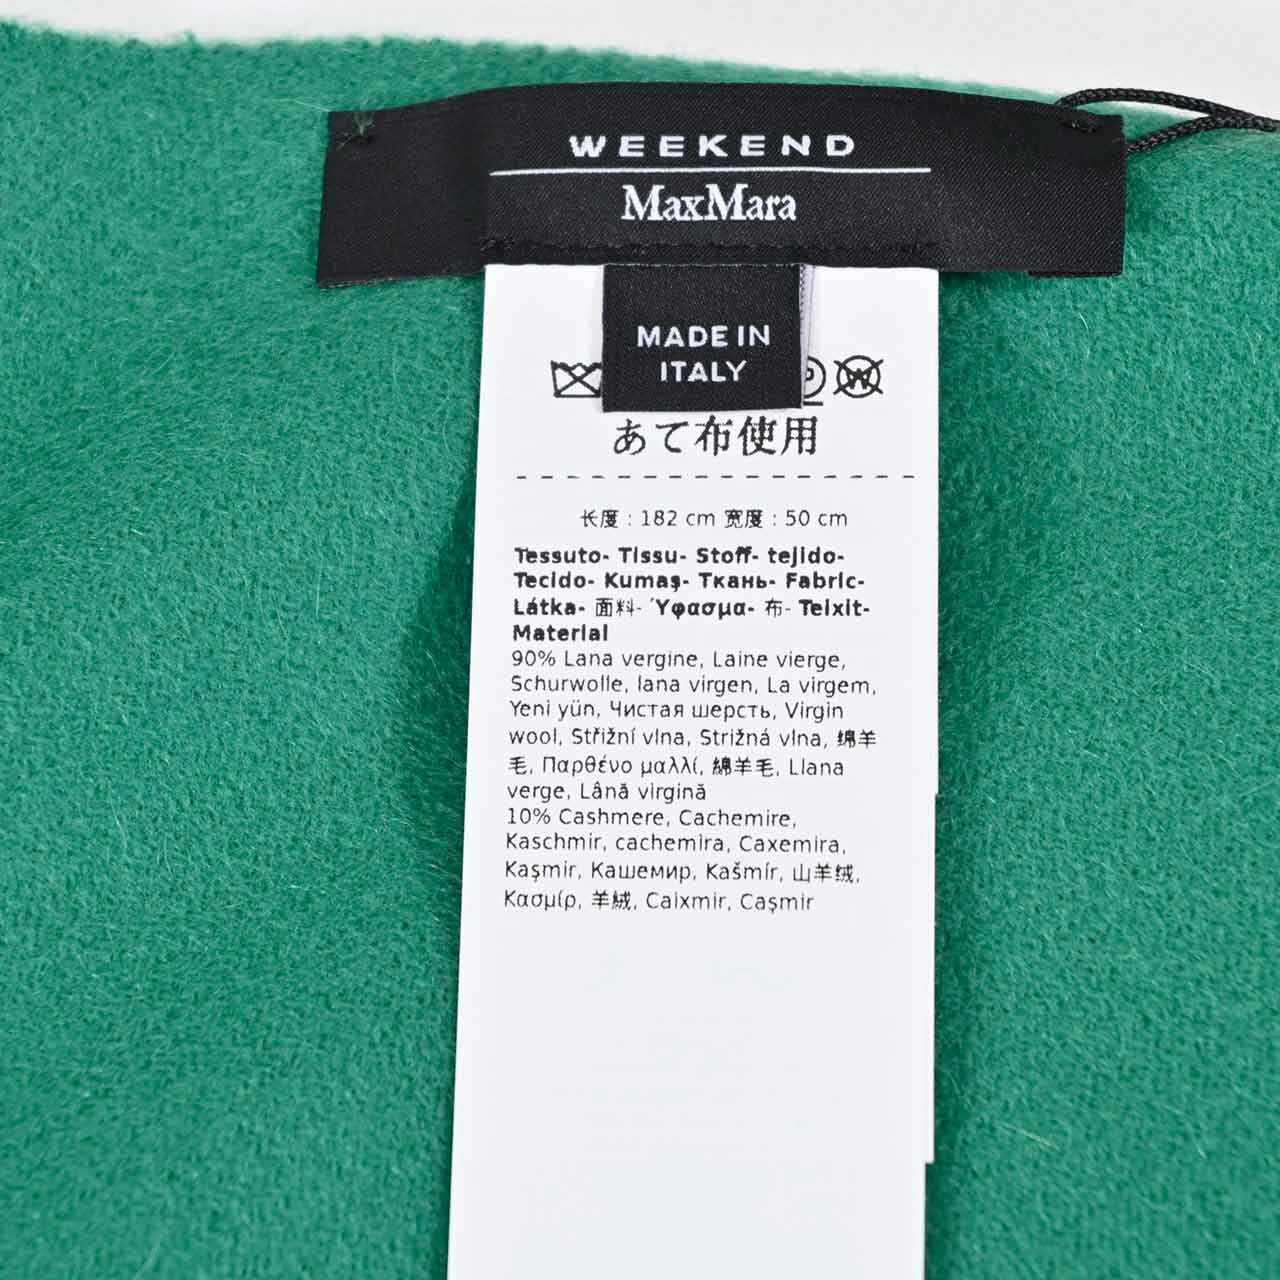 WEEKEND
MaxMara
MADE IN
ITALY
P W
あて布使用
长度 : 182 cm 宽度 : 50 cm
Tessuto- Tissu- Stoff- tejido-
Tecido- Kumaş- Ткань- Fabric-
Látka- 面料- Ύφασμα- 布- Teixit-
Material
90% Lana vergine, Laine vierge,
Schurwolle, lana virgen, La virgem,
Yeni yün, Чистая шерсть, Virgin
wool, Střižní vlna, Strižná vlna, 绵羊
毛, Παρθένο μαλλί, 綿羊毛, Llana
verge, Lână virgină
10% Cashmere, Cachemire,
Kaschmir, cachemira, Caxemira,
Kaşmir, Кашемир, Kašmír, 山羊绒,
Κασμίρ, 羊絨, Caixmir, Caşmir